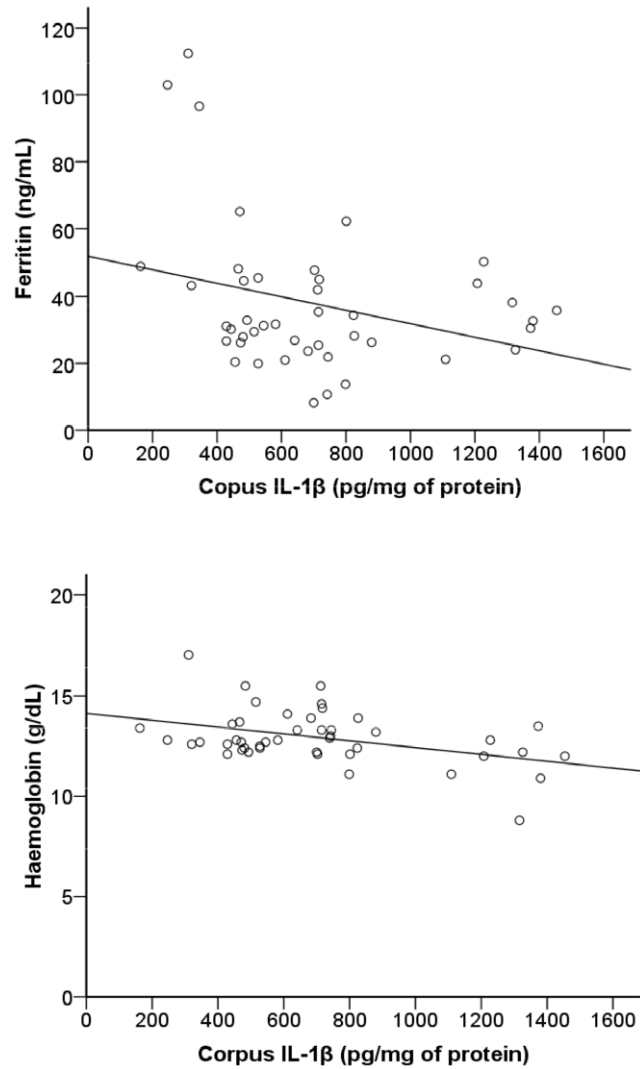 120
100
80
60
40
20
0
Ferritin (ng/mL)
0 200 400 600 800 1000 1200 1400 1600
Copus IL-1β (pg/mg of protein)
20
15
10
5
0
Haemoglobin (g/dL)
0 200 400 600 800 1000 1200 1400 1600
Corpus IL-1β (pg/mg of protein)